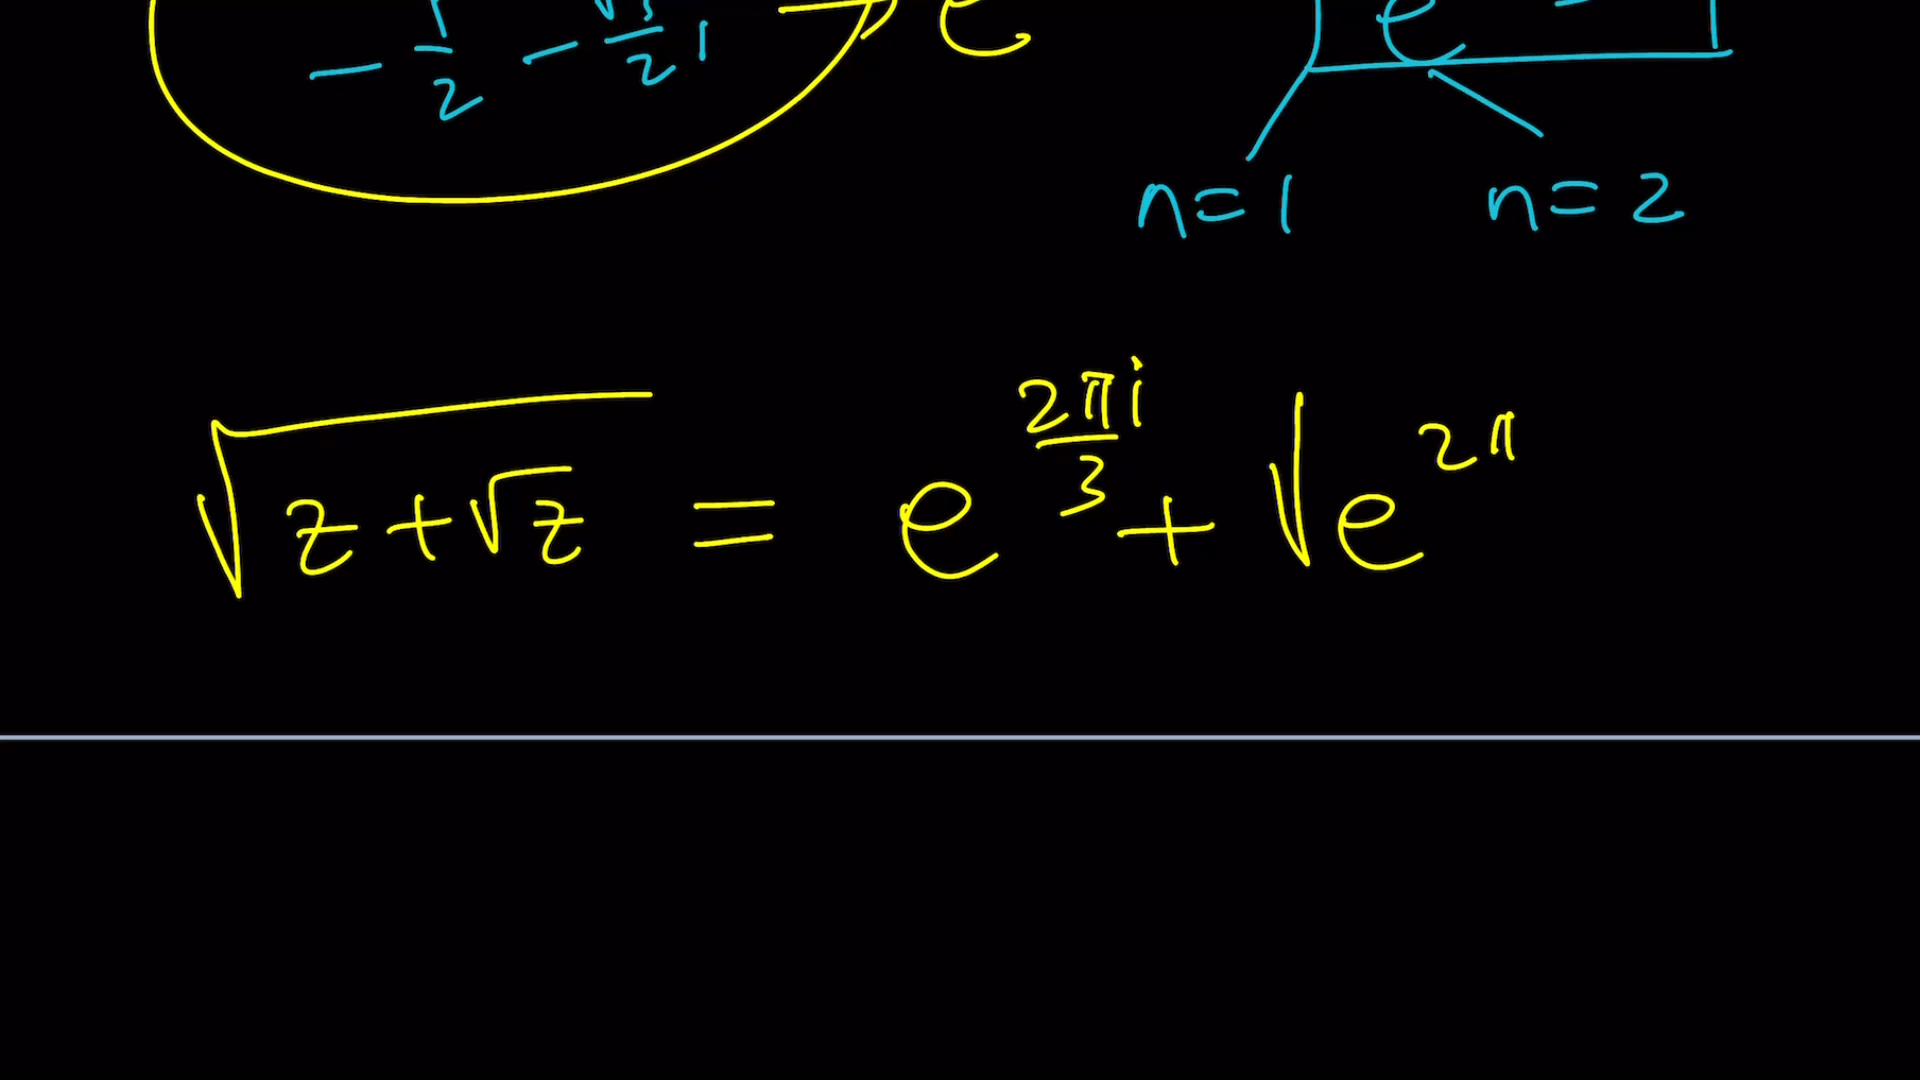 - 1/2 - √3/2 i → e e
n=1 n=2
√(z+√z) = e^(2πi/3) + √e^2π